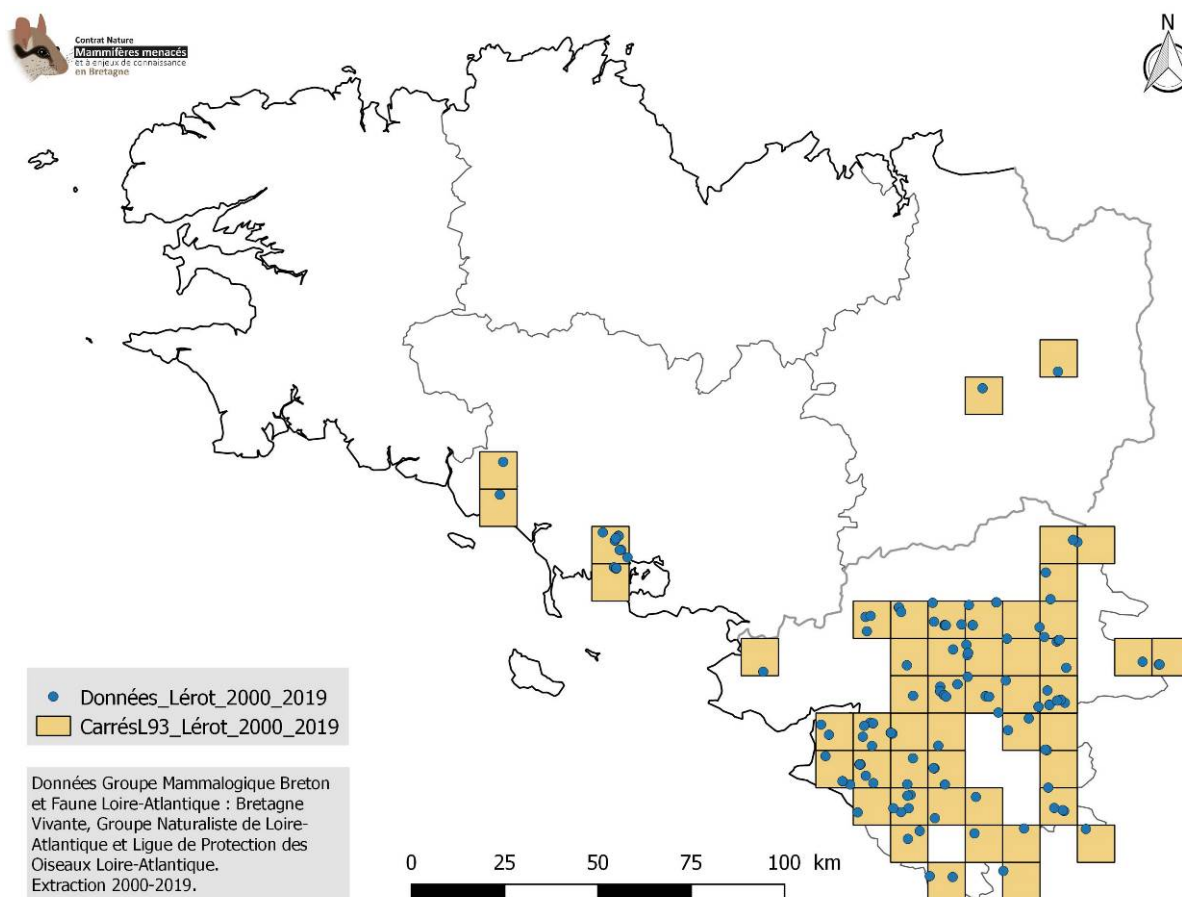 Contrat Nature
Mammifères menacés
et à enjeux de connaissance
en Bretagne
N
Données_Lérot_2000_2019
CarrésL93_Lérot_2000_2019
Données Groupe Mammalogique Breton
et Faune Loire-Atlantique : Bretagne
Vivante, Groupe Naturaliste de Loire-
Atlantique et Ligue de Protection des
Oiseaux Loire-Atlantique.
Extraction 2000-2019.
0 25 50 75 100 km